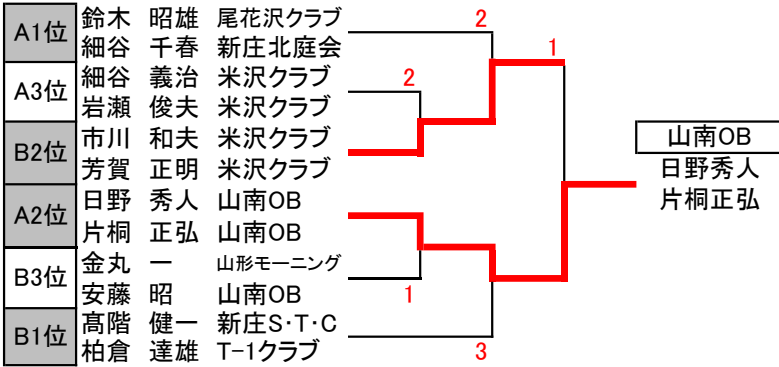 A1位
鈴木 昭雄 尾花沢クラブ
細谷 千春 新庄北庭会
A3位
細谷 義治 米沢クラブ
岩瀬 俊夫 米沢クラブ
B2位
市川 和夫 米沢クラブ
芳賀 正明 米沢クラブ
A2位
日野 秀人 山南OB
片桐 正弘 山南OB
B3位
金丸 一 山形モーニング
安藤 昭 山南OB
B1位
髙階 健一 新庄S・T・C
柏倉 達雄 T-1クラブ
2
2
1
1
3
山南OB
日野秀人
片桐正弘